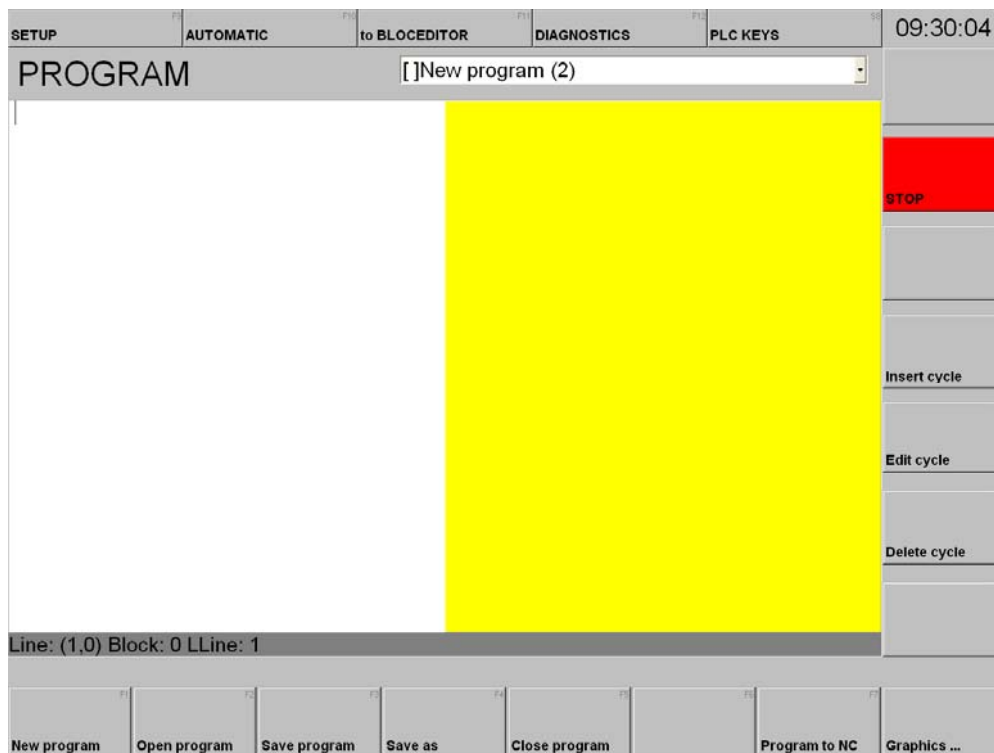 F9 F10 F11 F12 S8
SETUP AUTOMATIC to BLOCEDITOR DIAGNOSTICS PLC KEYS 09:30:04
PROGRAM [ ]New program (2)
STOP
Insert cycle
Edit cycle
Delete cycle
Line: (1,0) Block: 0 LLine: 1
F1 F2 F3 F4 F5 F6 F7
New program Open program Save program Save as Close program Program to NC Graphics ...